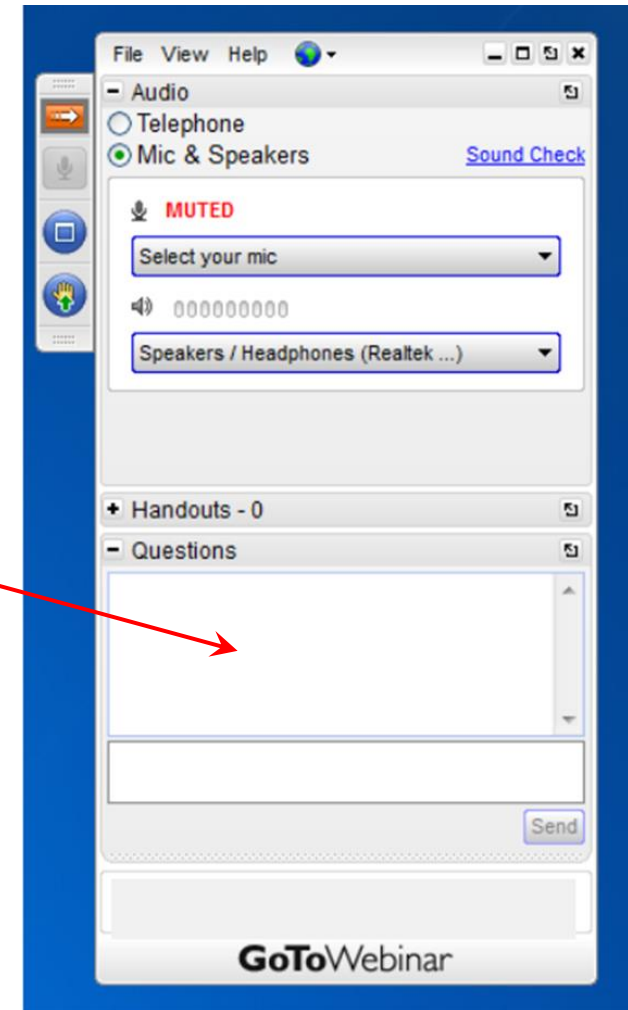 File View Help
Audio
Telephone
Mic & Speakers Sound Check
MUTED
Select your mic
000000000
Speakers / Headphones (Realtek ...)
Handouts - 0
Questions
Send
GoToWebinar